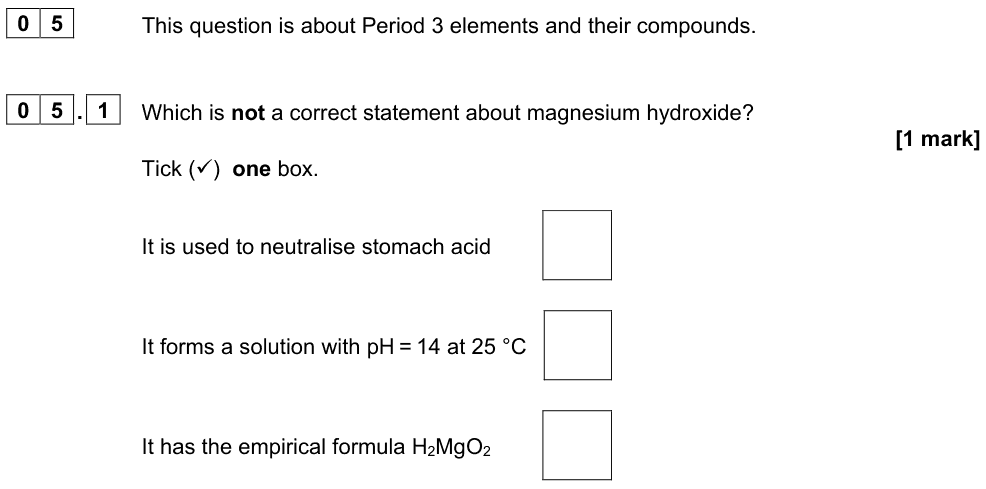 0 5 This question is about Period 3 elements and their compounds.
0 5 . 1 Which is not a correct statement about magnesium hydroxide?
[1 mark]
Tick (✓) one box.
It is used to neutralise stomach acid
It forms a solution with pH = 14 at 25 °C
It has the empirical formula H₂MgO₂